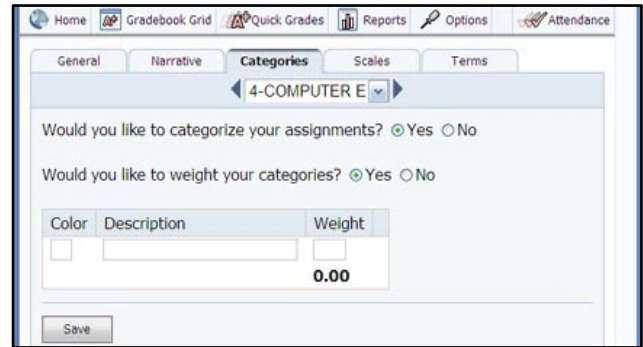 Home Gradebook Grid Quick Grades Reports Options Attendance
General Narrative Categories Scales Terms
4-COMPUTER E
Would you like to categorize your assignments? Yes No
Would you like to weight your categories? Yes No
Color Description Weight
0.00
Save